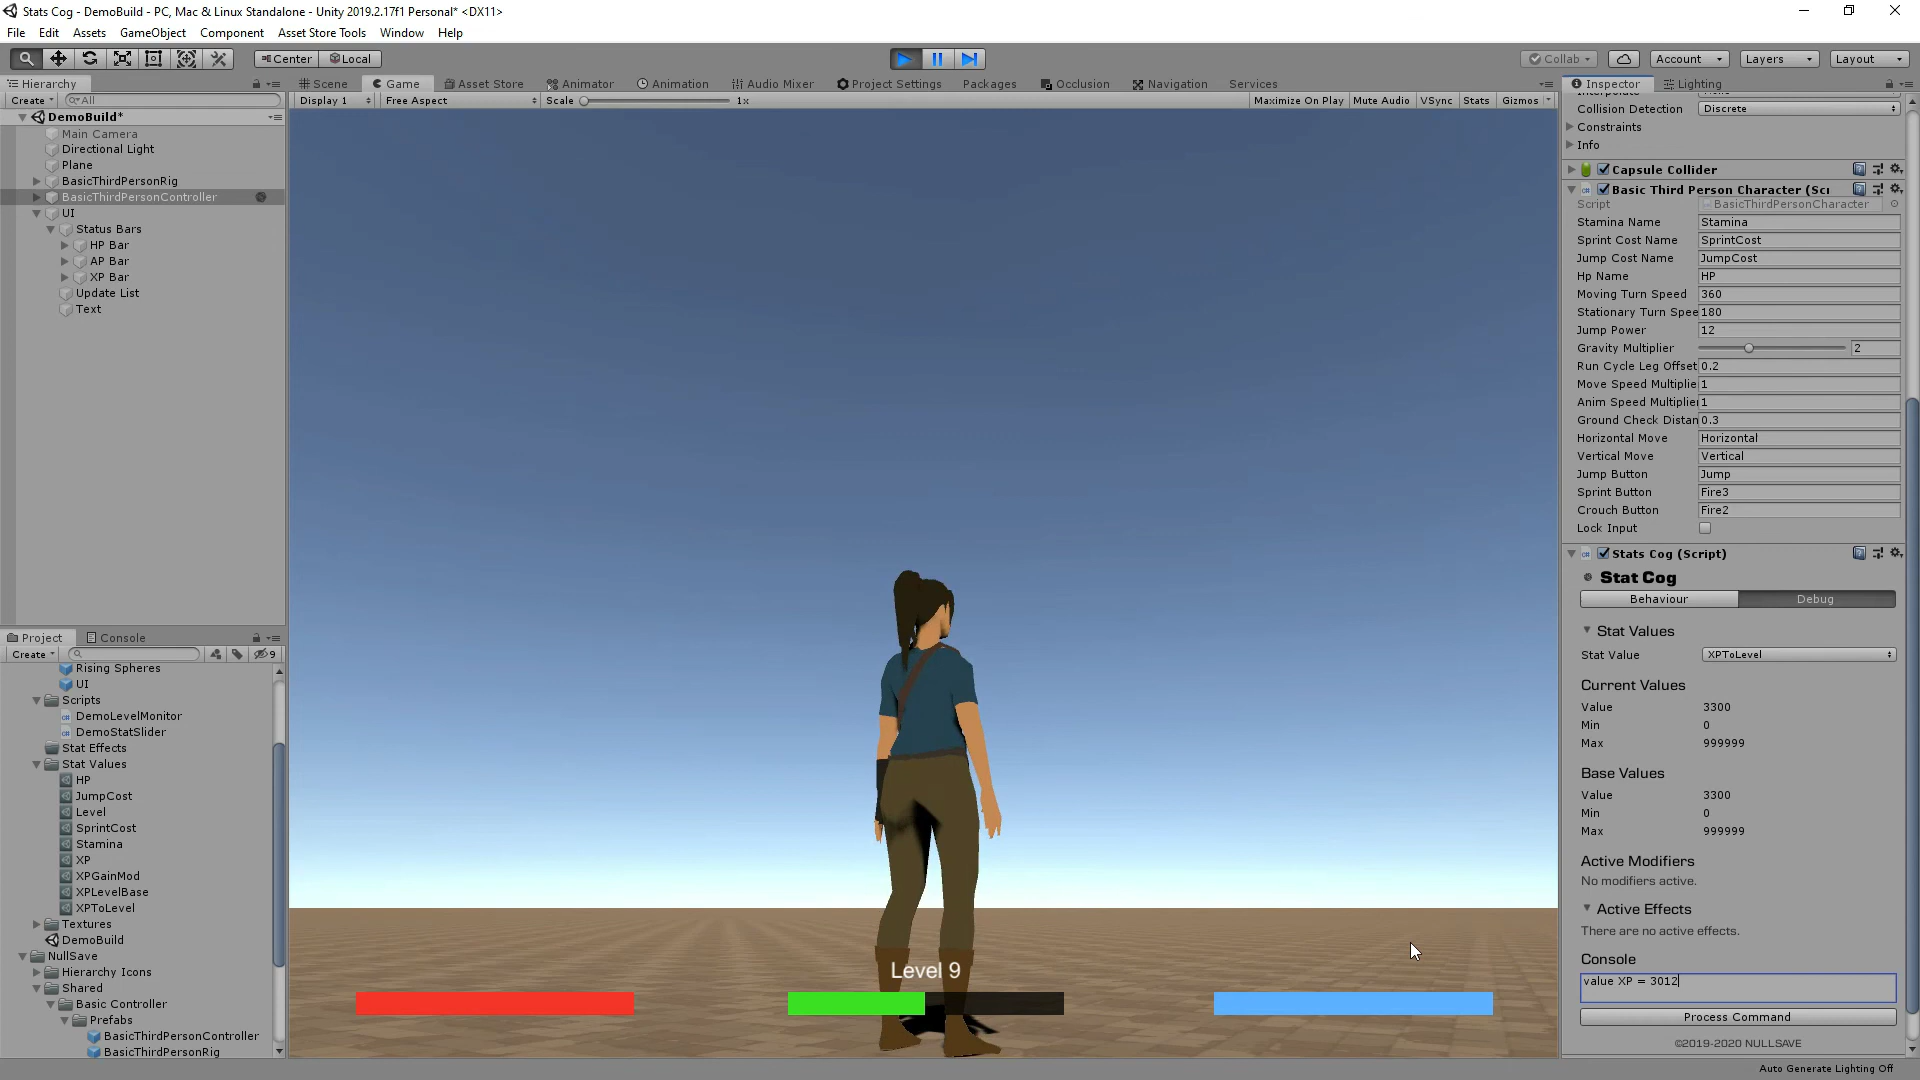 Stats Cog - DemoBuild - PC, Mac & Linux Standalone - Unity 2019.2.17f1 Personal* <DX11>
File Edit Assets GameObject Component Asset Store Tools Window Help
Center Local Collab Account Layers Layout
Hierarchy Scene Game Asset Store Animator Animation Audio Mixer Project Settings Packages Occlusion Navigation Services Inspector Lighting
Create All Display 1 Free Aspect Scale 1x Maximize On Play Mute Audio VSync Stats Gizmos
DemoBuild*
Main Camera
Directional Light
Plane
BasicThirdPersonRig
BasicThirdPersonController
UI
Status Bars
HP Bar
AP Bar
XP Bar
Update List
Text
Project Console
Create 9
Rising Spheres
UI
Scripts
DemoLevelMonitor
DemoStatSlider
Stat Effects
Stat Values
HP
JumpCost
Level
SprintCost
Stamina
XP
XPGainMod
XPLevelBase
XPToLevel
Textures
DemoBuild
NullSave
Hierarchy Icons
Shared
Basic Controller
Prefabs
BasicThirdPersonController
BasicThirdPersonRig
Level 9
Collision Detection Discrete
Constraints
Info
Capsule Collider
Basic Third Person Character (Scr
Script BasicThirdPersonCharacter
Stamina Name Stamina
Sprint Cost Name SprintCost
Jump Cost Name JumpCost
Hp Name HP
Moving Turn Speed 360
Stationary Turn Spee 180
Jump Power 12
Gravity Multiplier 2
Run Cycle Leg Offset 0.2
Move Speed Multiplie 1
Anim Speed Multiplier 1
Ground Check Distan 0.3
Horizontal Move Horizontal
Vertical Move Vertical
Jump Button Jump
Sprint Button Fire3
Crouch Button Fire2
Lock Input
Stats Cog (Script)
Stat Cog
Behaviour Debug
Stat Values
Stat Value XPToLevel
Current Values
Value 3300
Min 0
Max 999999
Base Values
Value 3300
Min 0
Max 999999
Active Modifiers
No modifiers active.
Active Effects
There are no active effects.
Console
value XP = 3012
Process Command
©2019-2020 NULLSAVE
Auto Generate Lighting Off